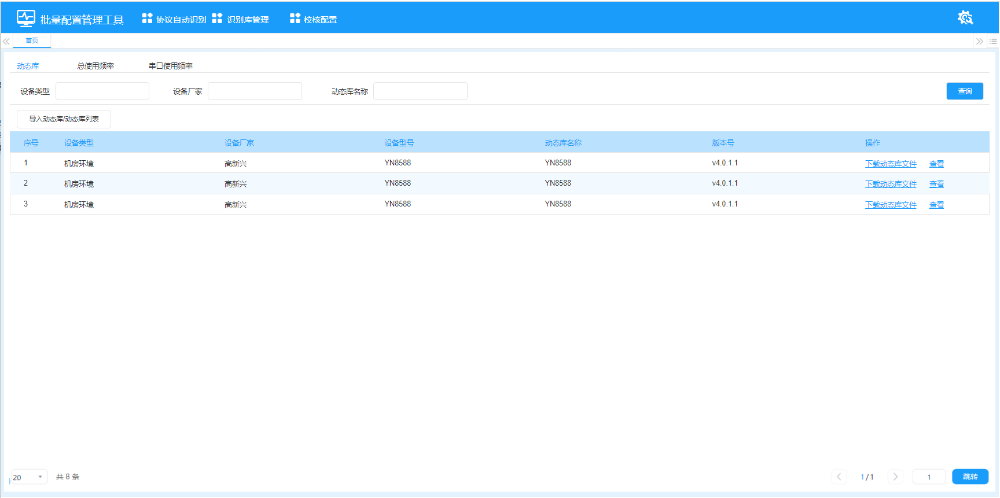 批量配置管理工具 协议自动识别 识别库管理 校核配置
首页
动态库 总使用频率 串口使用频率
设备类型 设备厂家 动态库名称 查询
导入动态库/动态库列表
序号 设备类型 设备厂家 设备型号 动态库名称 版本号 操作
1 机房环境 高新兴 YN8588 YN8588 v4.0.1.1 下载动态库文件 查看
2 机房环境 高新兴 YN8588 YN8588 v4.0.1.1 下载动态库文件 查看
3 机房环境 高新兴 YN8588 YN8588 v4.0.1.1 下载动态库文件 查看
20 共 8 条 1/1 1 跳转